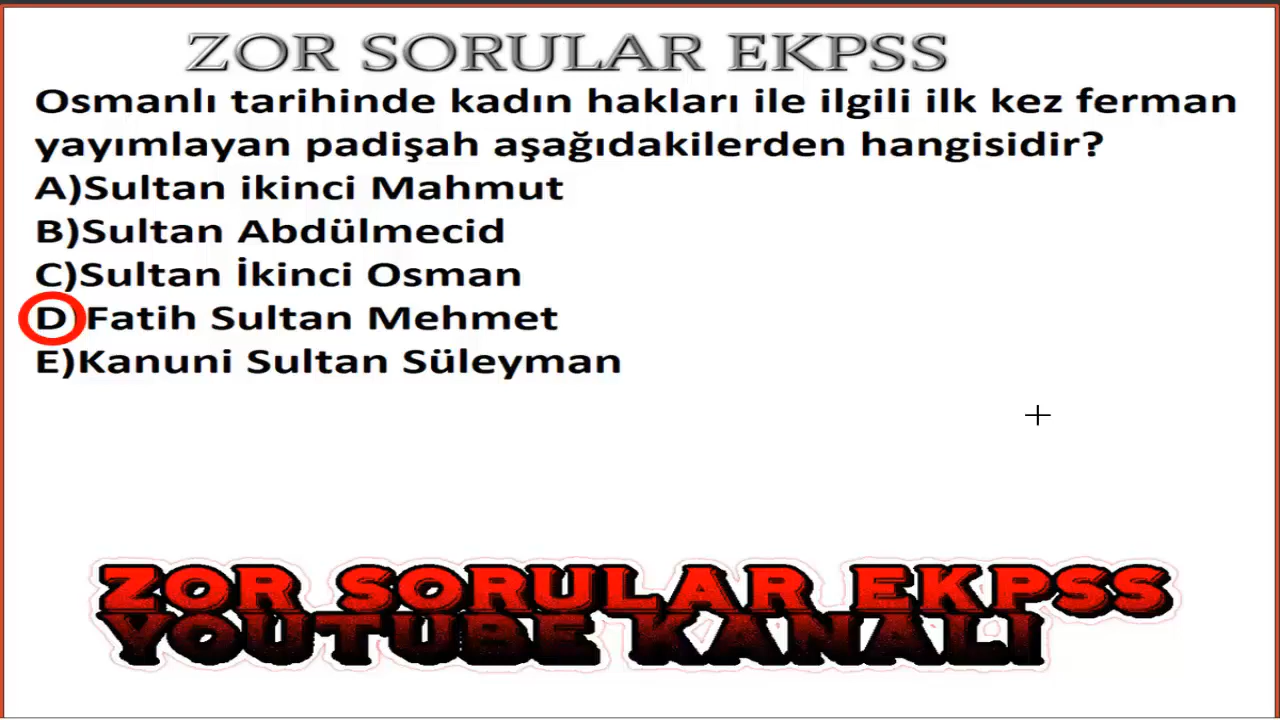 ZOR SORULAR EKPSS
Osmanlı tarihinde kadın hakları ile ilgili ilk kez ferman
yayımlayan padişah aşağıdakilerden hangisidir?
A)Sultan ikinci Mahmut
B)Sultan Abdülmecid
C)Sultan İkinci Osman
D)Fatih Sultan Mehmet
E)Kanuni Sultan Süleyman
ZOR SORULAR EKPSS
YOUTUBE KANALI